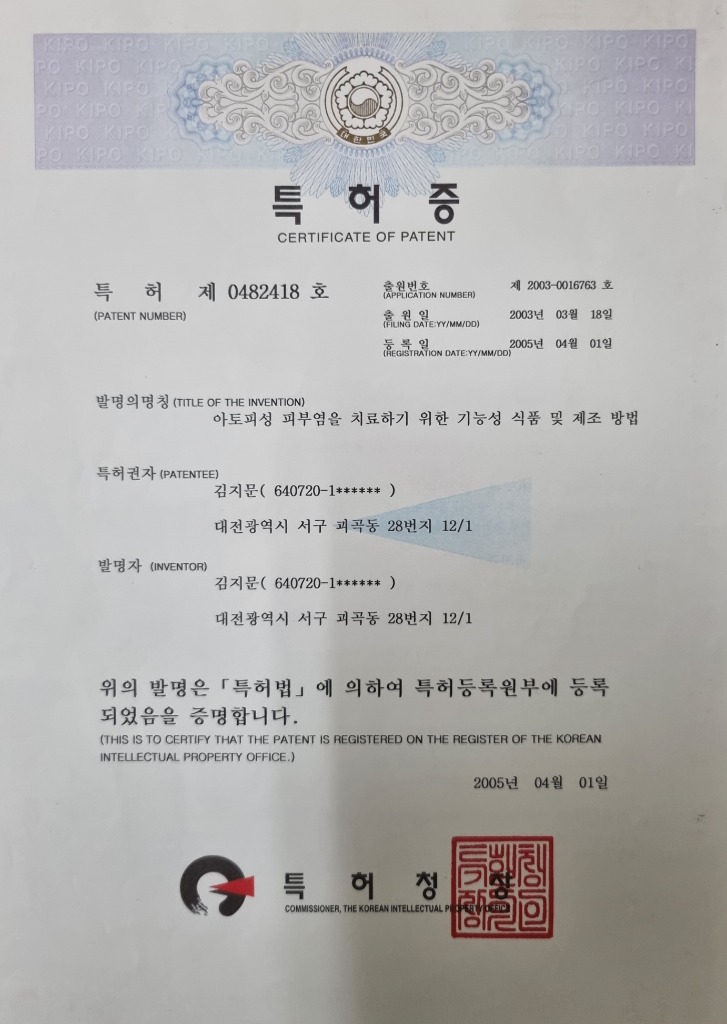 KIPO KIPO KIPO KIPO KIPO KIPO
대한민국
특 허 증
CERTIFICATE OF PATENT
특 허 제 0482418 호
(PATENT NUMBER)
출원번호 제 2003-0016763 호
(APPLICATION NUMBER)
출 원 일 2003년 03월 18일
(FILING DATE:YY/MM/DD)
등 록 일 2005년 04월 01일
(REGISTRATION DATE:YY/MM/DD)
발명의명칭 (TITLE OF THE INVENTION)
아토피성 피부염을 치료하기 위한 기능성 식품 및 제조 방법
특허권자 (PATENTEE)
김지문( 640720-1****** )
대전광역시 서구 괴곡동 28번지 12/1
발명자 (INVENTOR)
김지문( 640720-1****** )
대전광역시 서구 괴곡동 28번지 12/1
위의 발명은 「특허법」에 의하여 특허등록원부에 등록
되었음을 증명합니다.
(THIS IS TO CERTIFY THAT THE PATENT IS REGISTERED ON THE REGISTER OF THE KOREAN
INTELLECTUAL PROPERTY OFFICE.)
2005년 04월 01일
특 허 청 장
COMMISSIONER, THE KOREAN INTELLECTUAL PROPERTY OFFICE